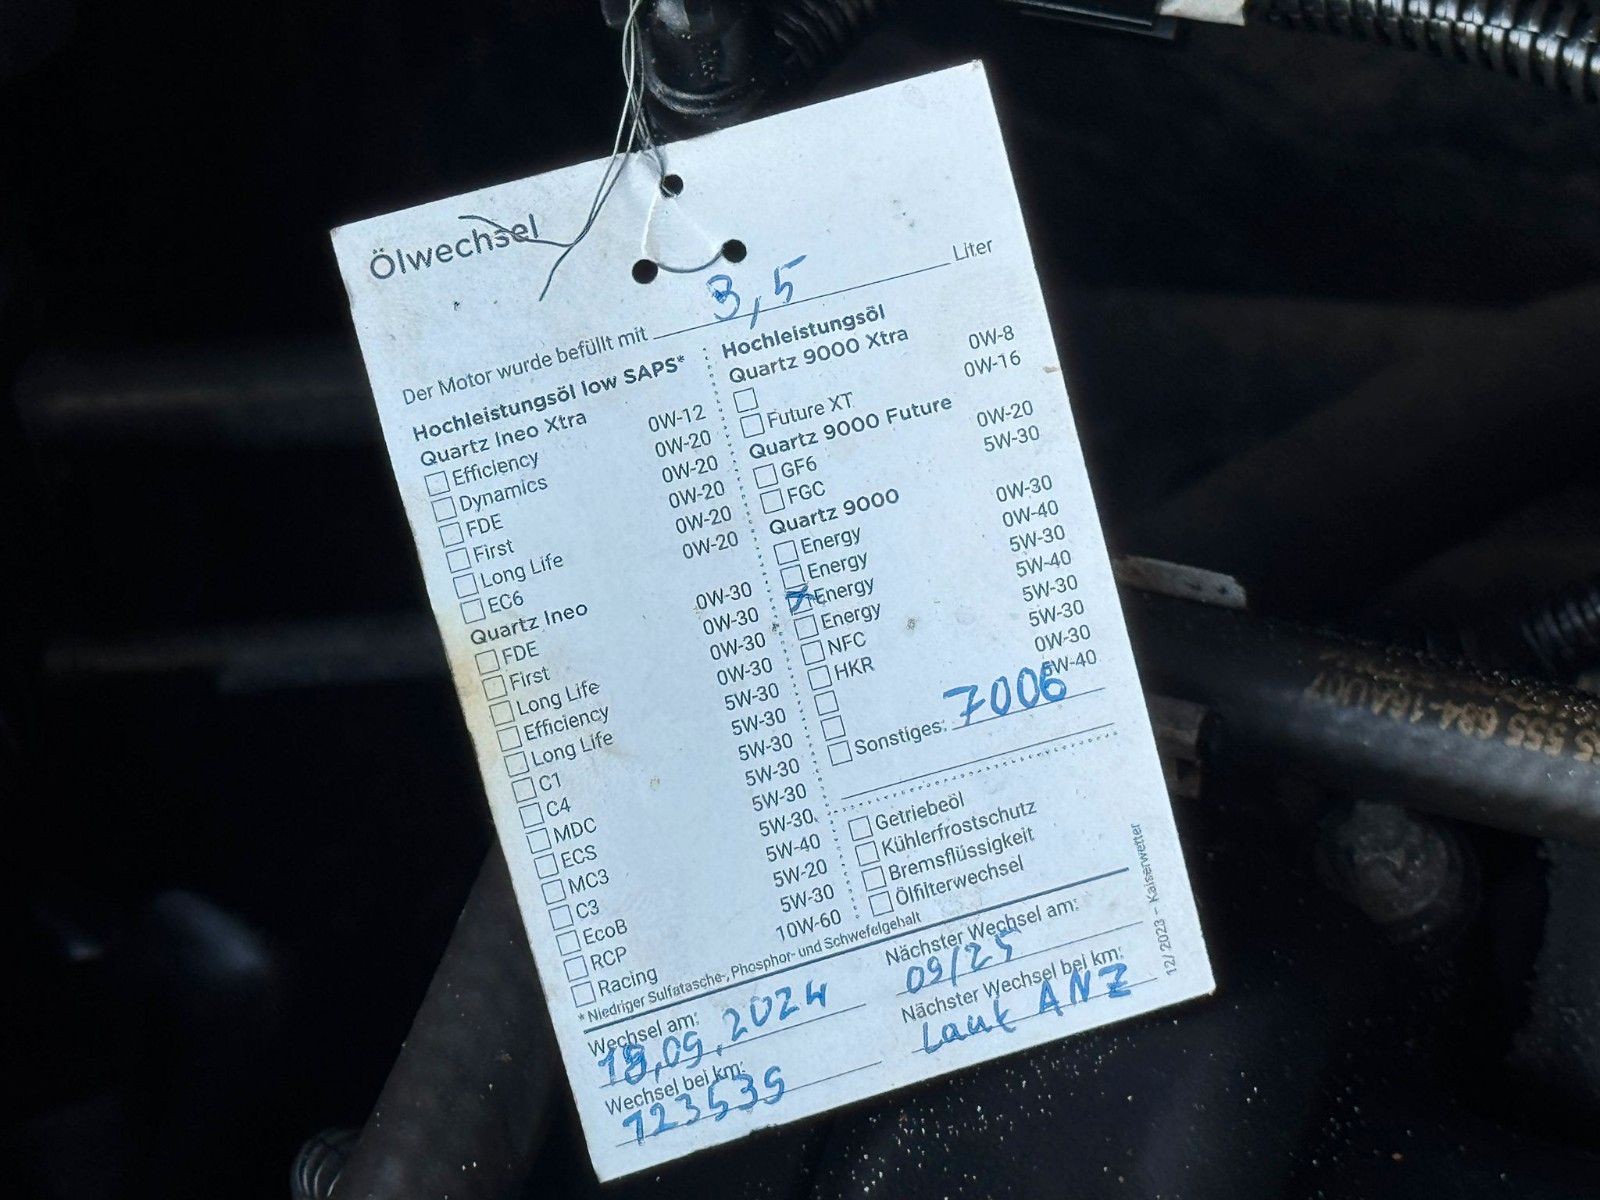 Ölwechsel
Der Motor wurde befüllt mit 3,5 Liter
Hochleistungsöl low SAPS*
Quartz Ineo Xtra
Efficiency 0W-12
Dynamics 0W-20
FDE 0W-20
First 0W-20
Long Life 0W-20
EC6 0W-20
Quartz Ineo
FDE 0W-30
First 0W-30
Long Life 0W-30
Efficiency 0W-30
Long Life 5W-30
C1 5W-30
C4 5W-30
MDC 5W-30
ECS 5W-30
MC3 5W-30
C3 5W-40
EcoB 5W-20
RCP 5W-30
Racing 10W-60
* Niedriger Sulfatasche-, Phosphor- und Schwefelgehalt
Hochleistungsöl
Quartz 9000 Xtra
0W-8
Future XT 0W-16
Quartz 9000 Future
GF6 0W-20
FGC 5W-30
Quartz 9000
Energy 0W-30
Energy 0W-40
Energy 5W-30
Energy 5W-40
NFC 5W-30
HKR 5W-30
0W-30
5W-40
Sonstiges: 7006
Getriebeöl
Kühlerfrostschutz
Bremsflüssigkeit
Ölfilterwechsel
Wechsel am:
18.09.2024
Wechsel bei km:
123539
Nächster Wechsel am:
09/25
Nächster Wechsel bei km:
Laut ANZ
12/2023 – Kaiserwetter